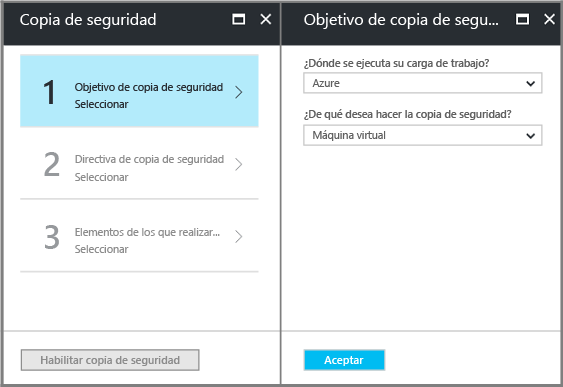 Copia de seguridad
1
Objetivo de copia de seguridad
Seleccionar
2
Directiva de copia de seguridad
Seleccionar
3
Elementos de los que realizar...
Seleccionar
Habilitar copia de seguridad
Objetivo de copia de segu...
¿Dónde se ejecuta su carga de trabajo?
Azure
¿De qué desea hacer la copia de seguridad?
Máquina virtual
Aceptar